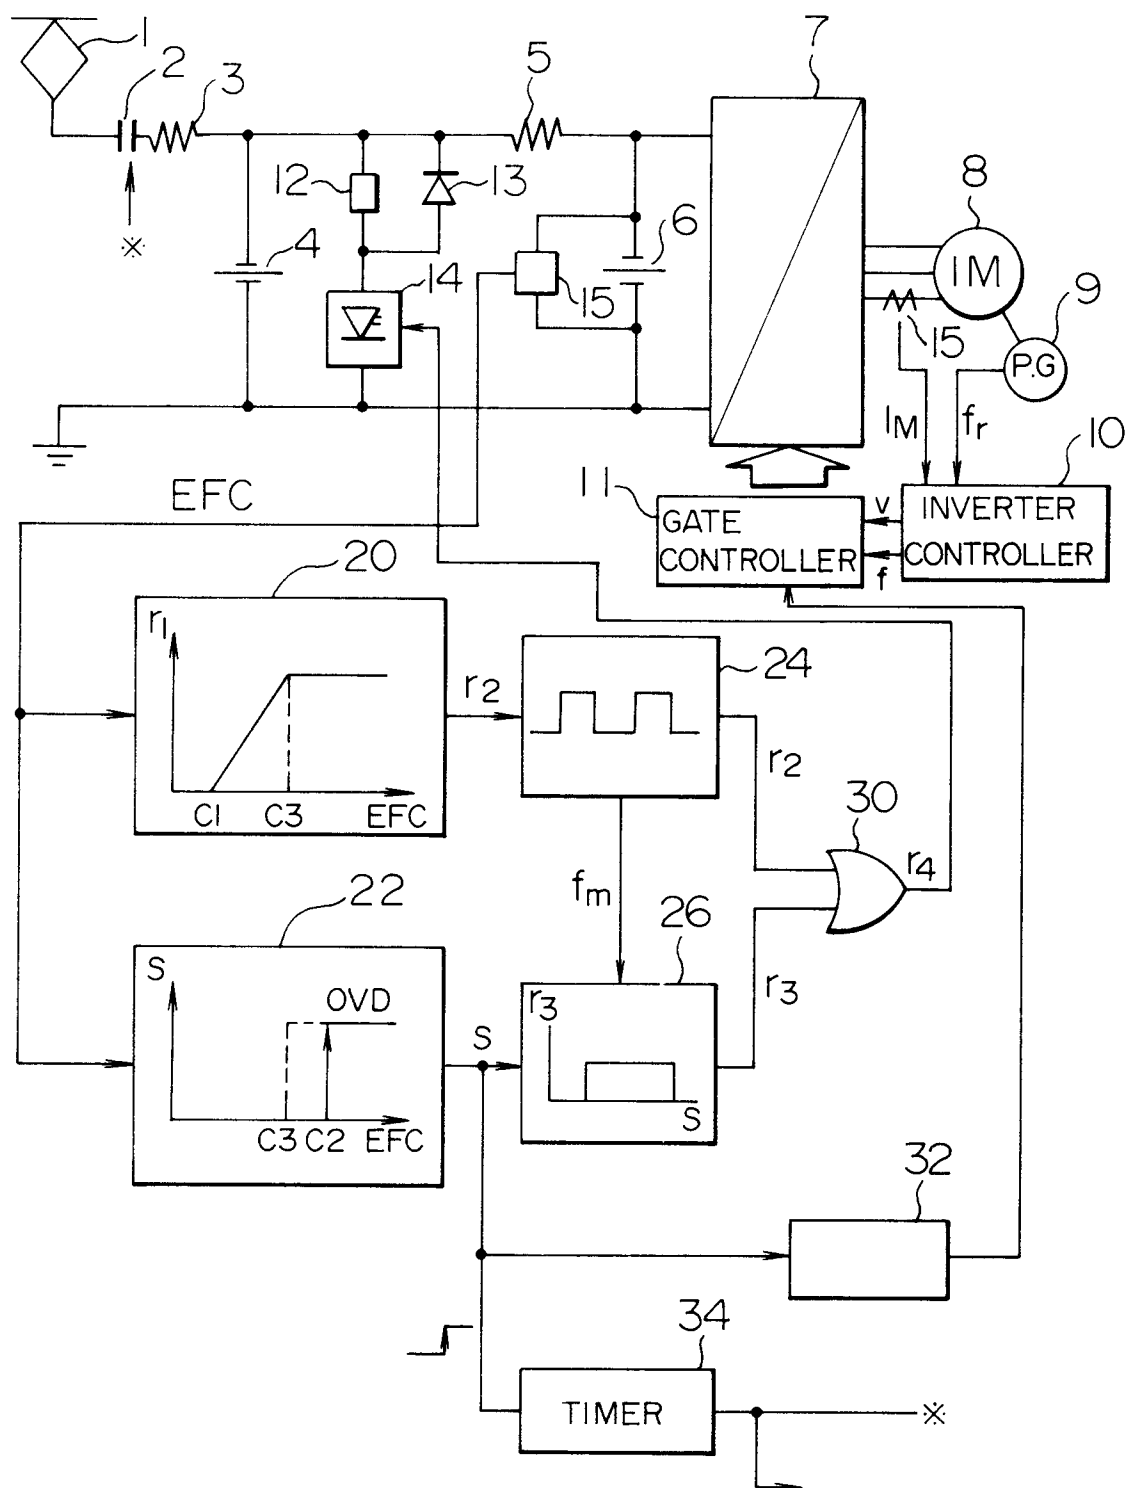 1
2
3
5
7
※
4
12
13
14
15
6
8
IM
9
P.G
15
IM
fr
10
11
EFC
GATE
CONTROLLER
V
f
INVERTER
CONTROLLER
20
r1
C1
C3
EFC
r2
24
r2
fm
30
r4
22
S
OVD
C3
C2
EFC
S
26
r3
S
r3
32
34
TIMER
※